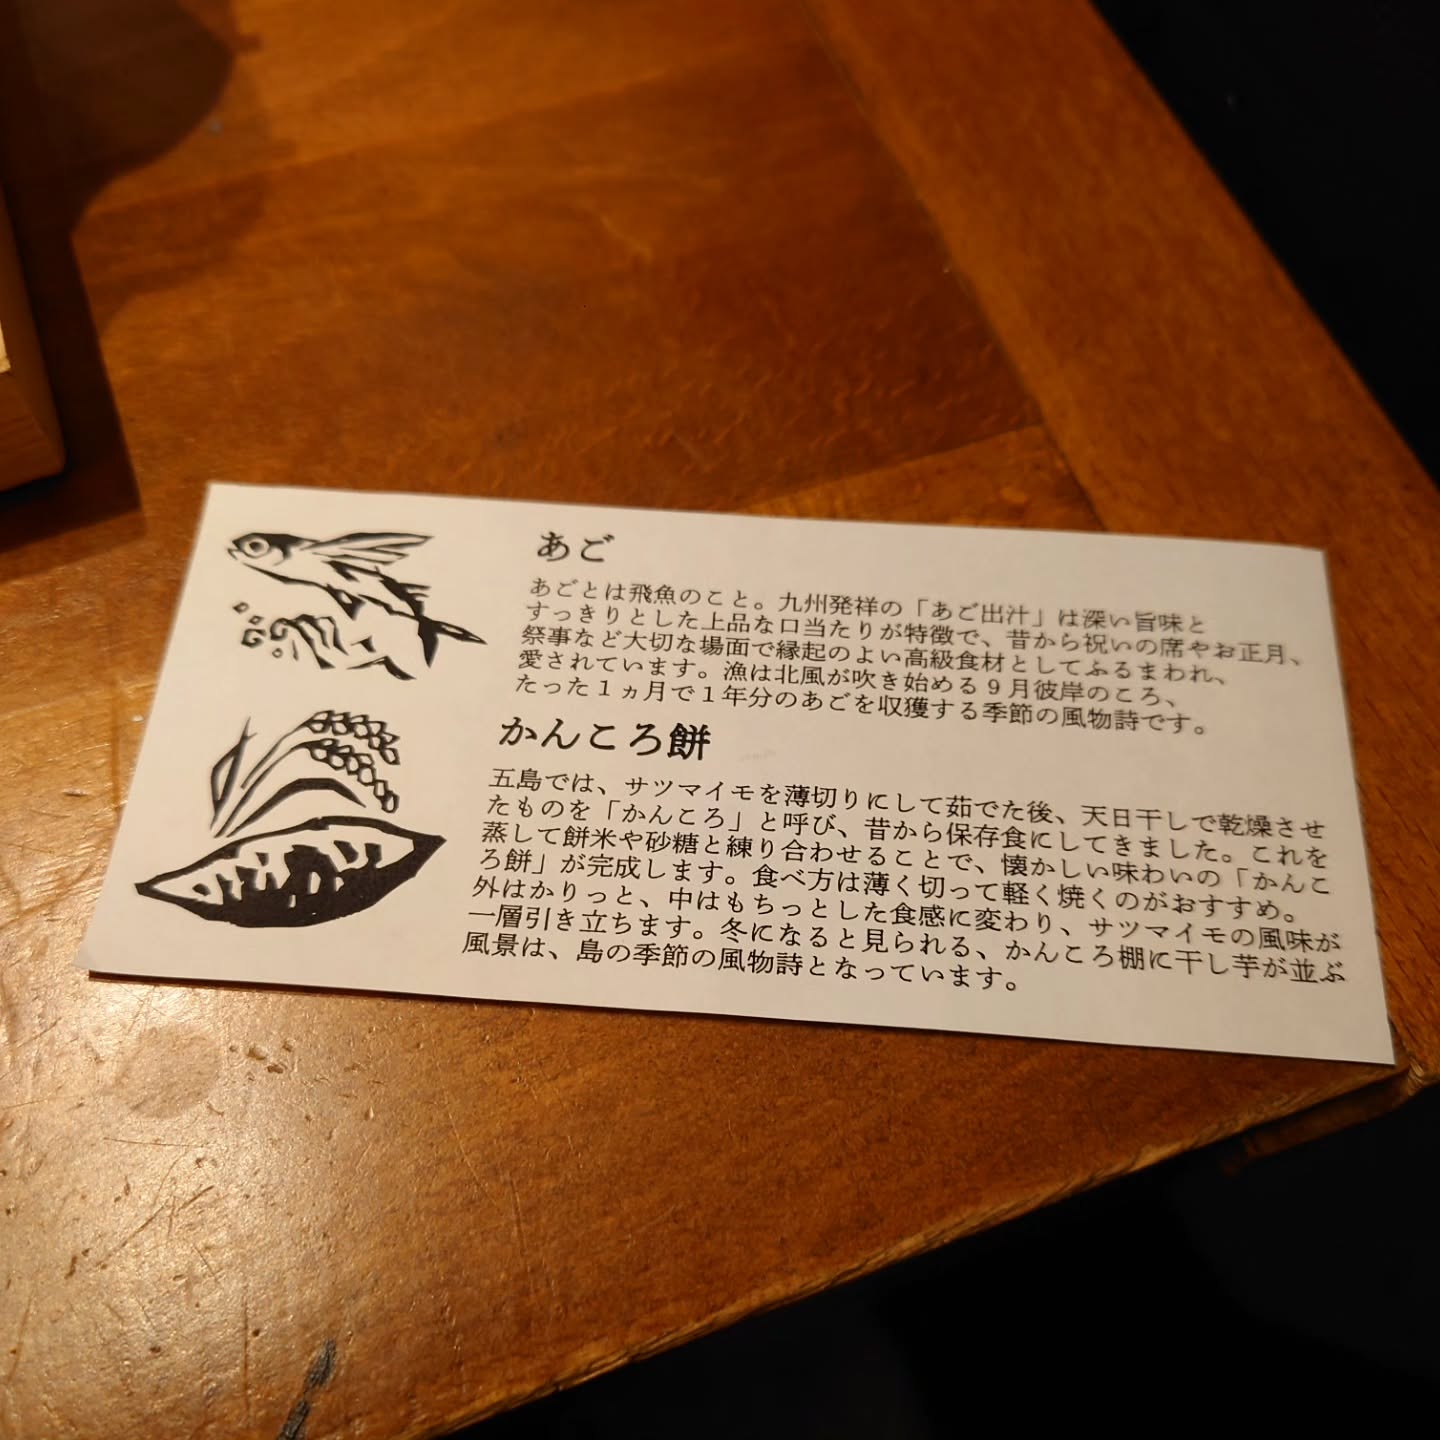 あご
あごとは飛魚のこと。九州発祥の「あご出汁」は深い旨味と
すっきりとした上品な口当たりが特徴で、昔から祝いの席やお正月、
祭事など大切な場面で縁起のよい高級食材としてふるまわれ、
愛されています。漁は北風が吹き始める９月彼岸のころ、
たった１ヵ月で１年分のあごを収獲する季節の風物詩です。
かんころ餅
五島では、サツマイモを薄切りにして茹でた後、天日干しで乾燥させ
たものを「かんころ」と呼び、昔から保存食にしてきました。これを
蒸して餅米や砂糖と練り合わせることで、懐かしい味わいの「かんこ
ろ餅」が完成します。食べ方は薄く切って軽く焼くのがおすすめ。
外はかりっと、中はもちっとした食感に変わり、サツマイモの風味が
一層引き立ちます。冬になると見られる、かんころ棚に干し芋が並ぶ
風景は、島の季節の風物詩となっています。